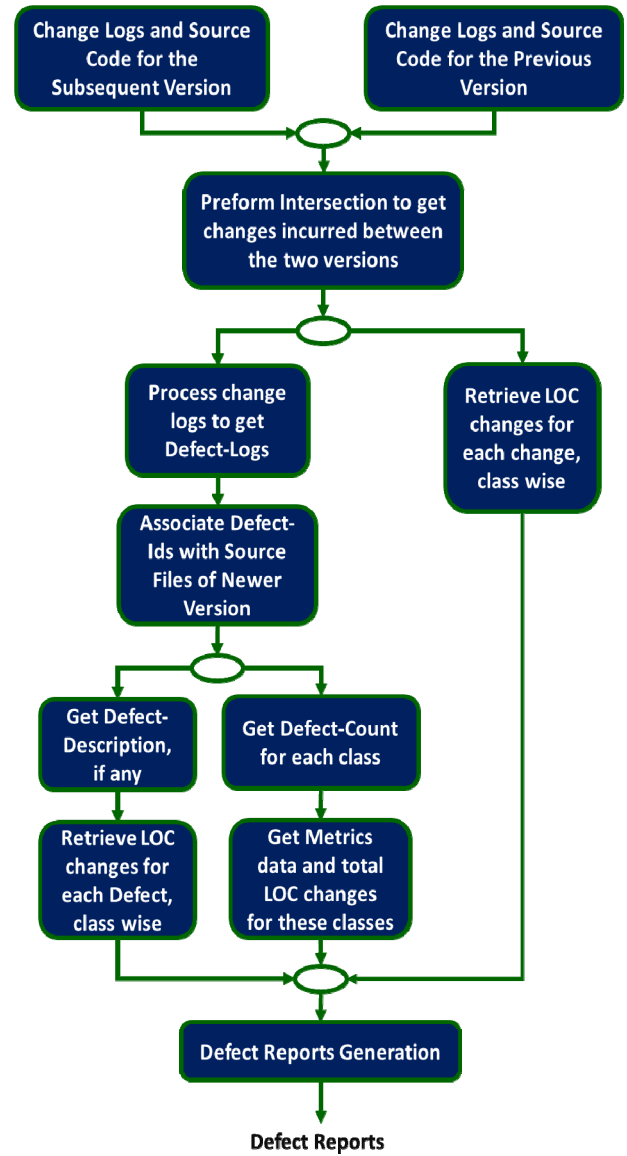 Change Logs and Source
Code for the
Subsequent Version
Change Logs and Source
Code for the Previous
Version
Preform Intersection to get
changes incurred between
the two versions
Process change
logs to get
Defect-Logs
Retrieve LOC
changes for
each change,
class wise
Associate Defect-
Ids with Source
Files of Newer
Version
Get Defect-
Description,
if any
Get Defect-Count
for each class
Retrieve LOC
changes for
each Defect,
class wise
Get Metrics
data and total
LOC changes
for these classes
Defect Reports Generation
Defect Reports